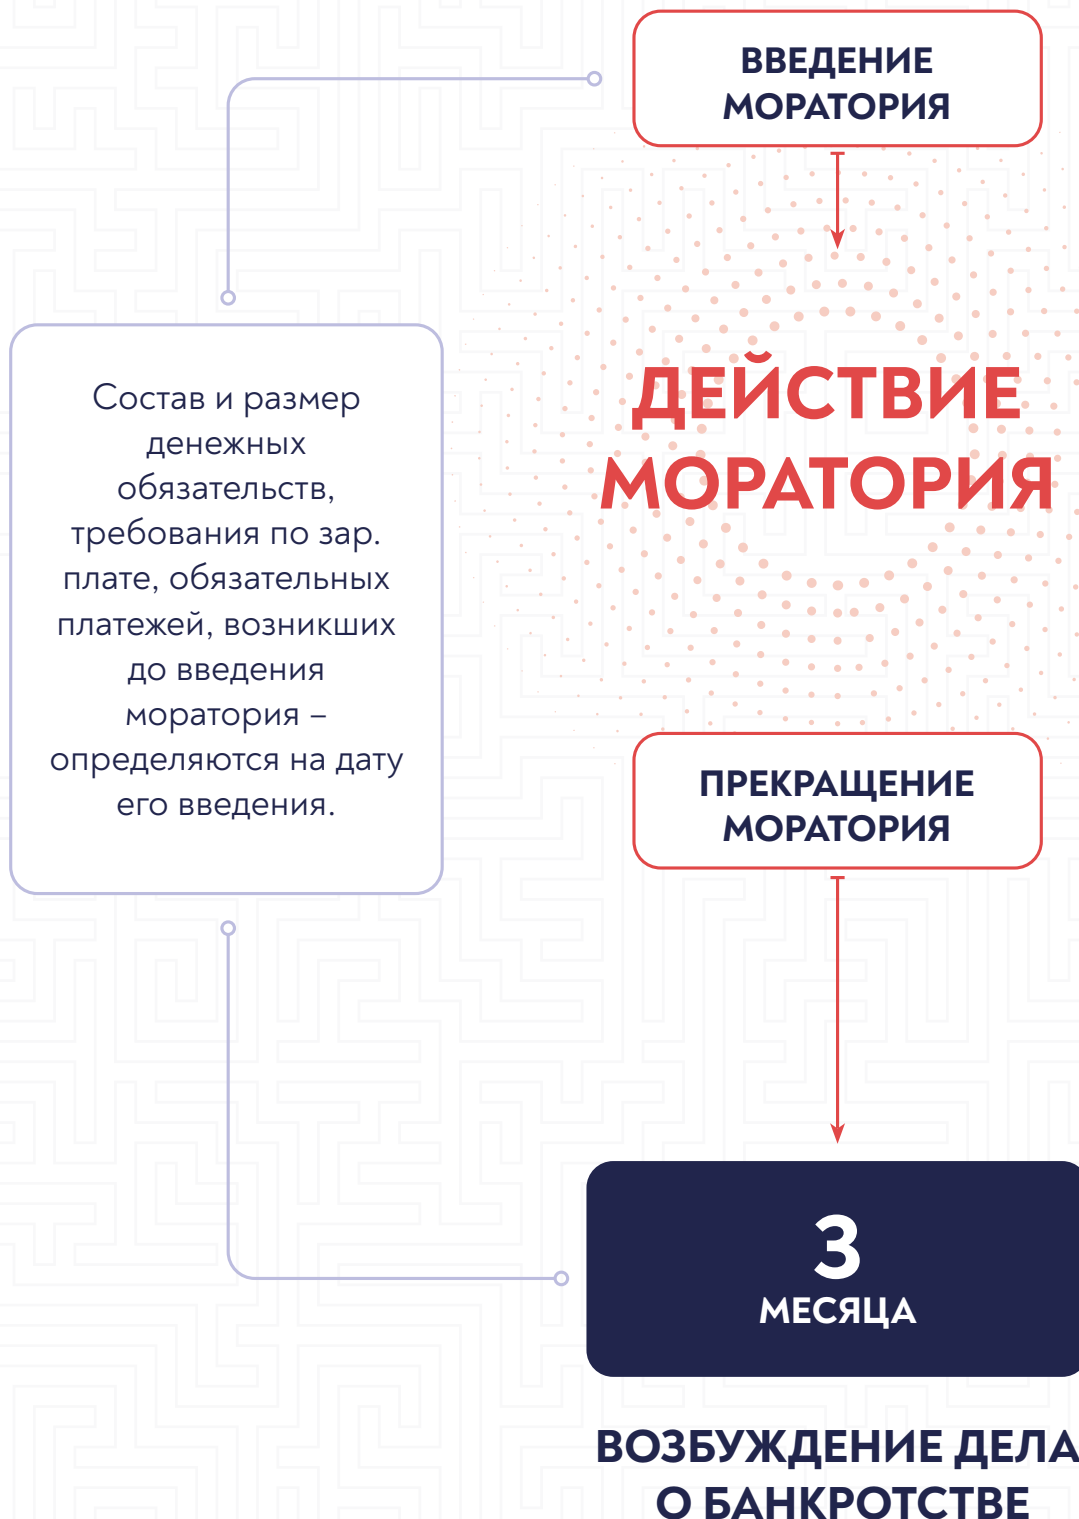 ВВЕДЕНИЕ
МОРАТОРИЯ
Состав и размер
денежных
обязательств,
требования по зар.
плате, обязательных
платежей, возникших
до введения
моратория –
определяются на дату
его введения.
ДЕЙСТВИЕ
МОРАТОРИЯ
ПРЕКРАЩЕНИЕ
МОРАТОРИЯ
3
МЕСЯЦА
ВОЗБУЖДЕНИЕ ДЕЛА
О БАНКРОТСТВЕ